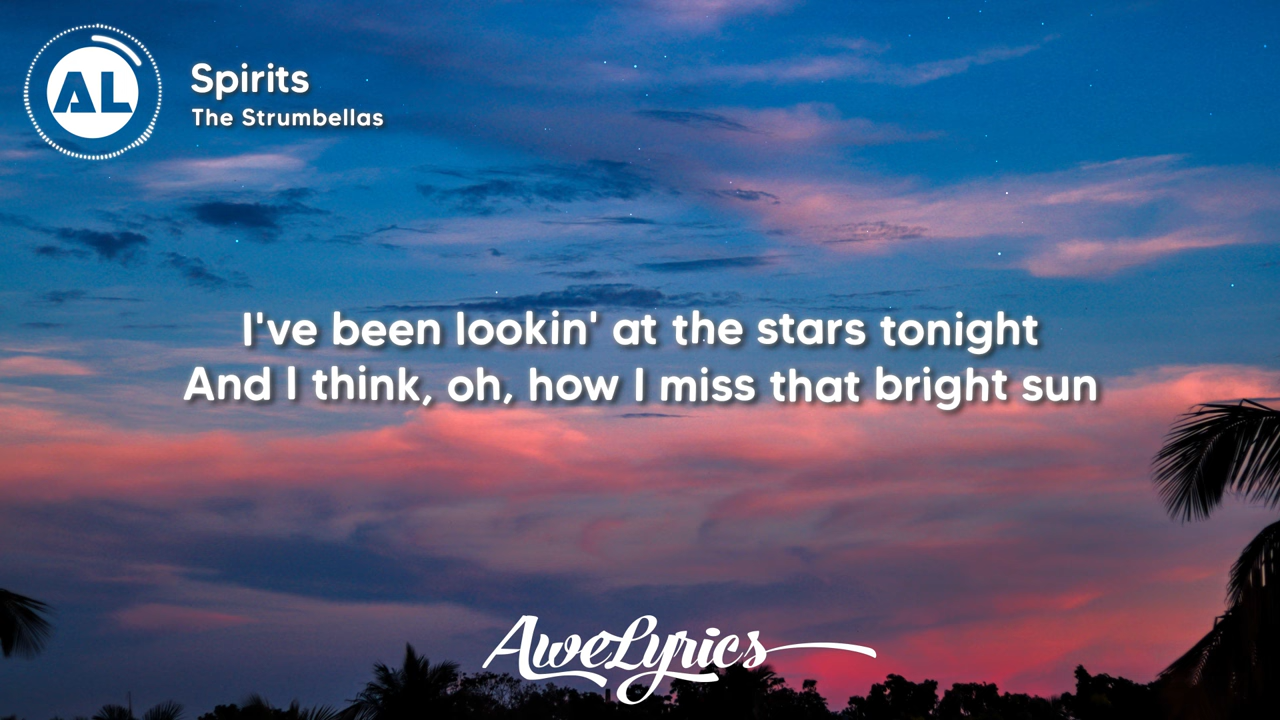 AL
Spirits
The Strumbellas
I've been lookin' at the stars tonight
And I think, oh, how I miss that bright sun
AweLyrics